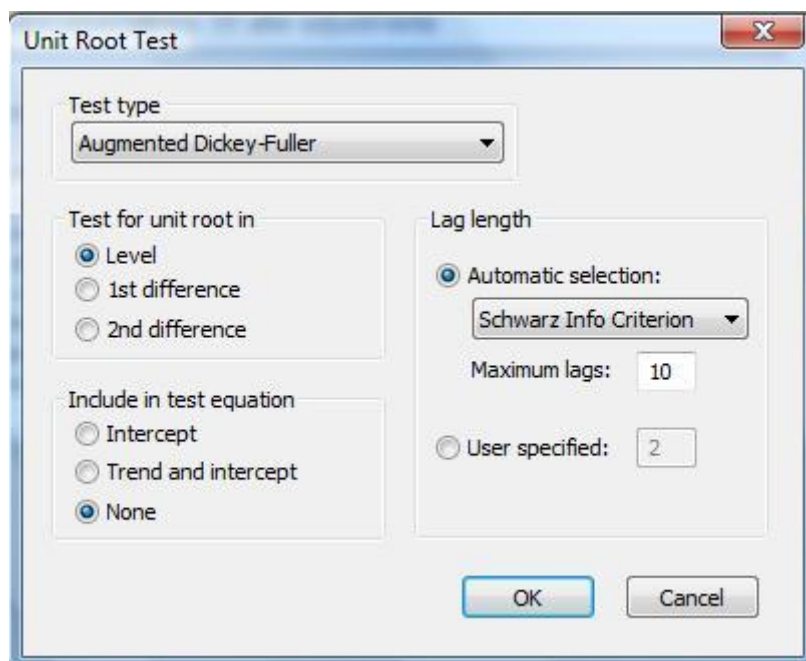 Unit Root Test
Test type
Augmented Dickey-Fuller
Test for unit root in
Level
1st difference
2nd difference
Include in test equation
Intercept
Trend and intercept
None
Lag length
Automatic selection:
Schwarz Info Criterion
Maximum lags: 10
User specified: 2
OK Cancel